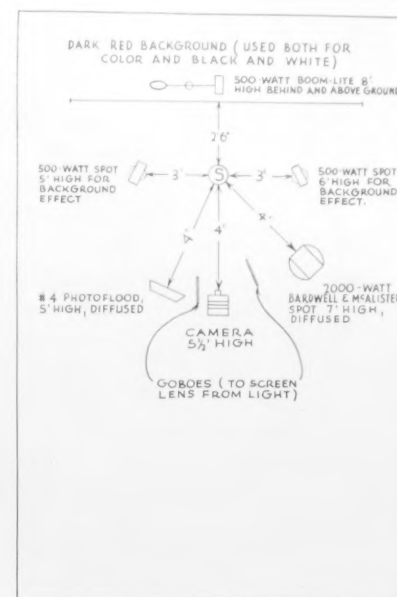 DARK RED BACKGROUND (USED BOTH FOR
COLOR AND BLACK AND WHITE)
500-WATT BOOM-LITE 8'
HIGH BEHIND AND ABOVE GROUND
2'6"
500-WATT SPOT
5' HIGH FOR
BACKGROUND
EFFECT
3'
S
3'
500-WATT SPOT
6' HIGH FOR
BACKGROUND
EFFECT.
4'
4'
#4 PHOTOFLOOD,
5' HIGH, DIFFUSED
CAMERA
5½' HIGH
2000-WATT
BARDWELL & McALISTER
SPOT 7' HIGH,
DIFFUSED
GOBOES (TO SCREEN
LENS FROM LIGHT)